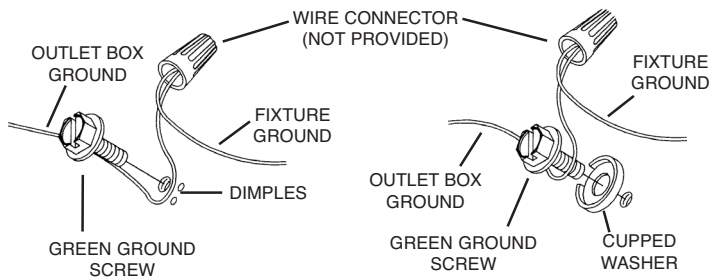 WIRE CONNECTOR
(NOT PROVIDED)
OUTLET BOX
GROUND
FIXTURE
GROUND
DIMPLES
GREEN GROUND
SCREW
FIXTURE
GROUND
OUTLET BOX
GROUND
GREEN GROUND
SCREW
CUPPED
WASHER